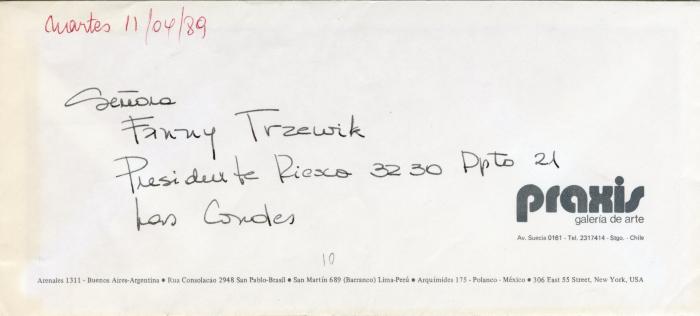 Martes 11/04/89
Señora
Fanny Trzewik
Presidente Riesco 3230 Dpto 21
Las Condes
praxis
galería de arte
Av. Suecia 0161 - Tel. 2317414 - Stgo. - Chile
10
Arenales 1311 - Buenos Aires-Argentina ● Rua Consolacáo 2948 San Pablo-Brasil ● San Martín 689 (Barranco) Lima-Perú ● Arquímides 175 - Polanco - México ● 306 East 55 Street, New York, USA